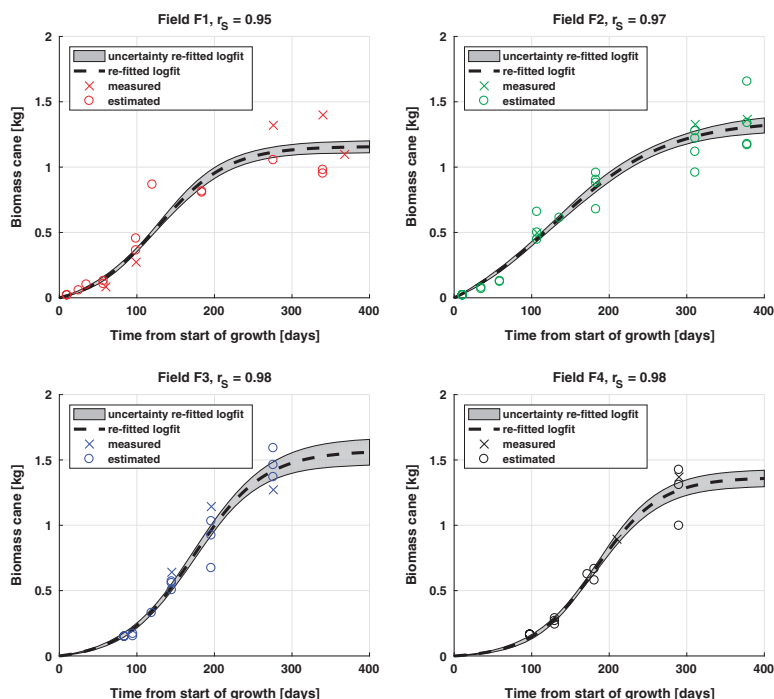 Field F1, r_S = 0.95
2
1.5
1
0.5
0
Biomass cane [kg]
uncertainty re-fitted logfit
re-fitted logfit
measured
estimated
0 100 200 300 400
Time from start of growth [days]
Field F2, r_S = 0.97
2
1.5
1
0.5
0
Biomass cane [kg]
uncertainty re-fitted logfit
re-fitted logfit
measured
estimated
0 100 200 300 400
Time from start of growth [days]
Field F3, r_S = 0.98
2
1.5
1
0.5
0
Biomass cane [kg]
uncertainty re-fitted logfit
re-fitted logfit
measured
estimated
0 100 200 300 400
Time from start of growth [days]
Field F4, r_S = 0.98
2
1.5
1
0.5
0
Biomass cane [kg]
uncertainty re-fitted logfit
re-fitted logfit
measured
estimated
0 100 200 300 400
Time from start of growth [days]